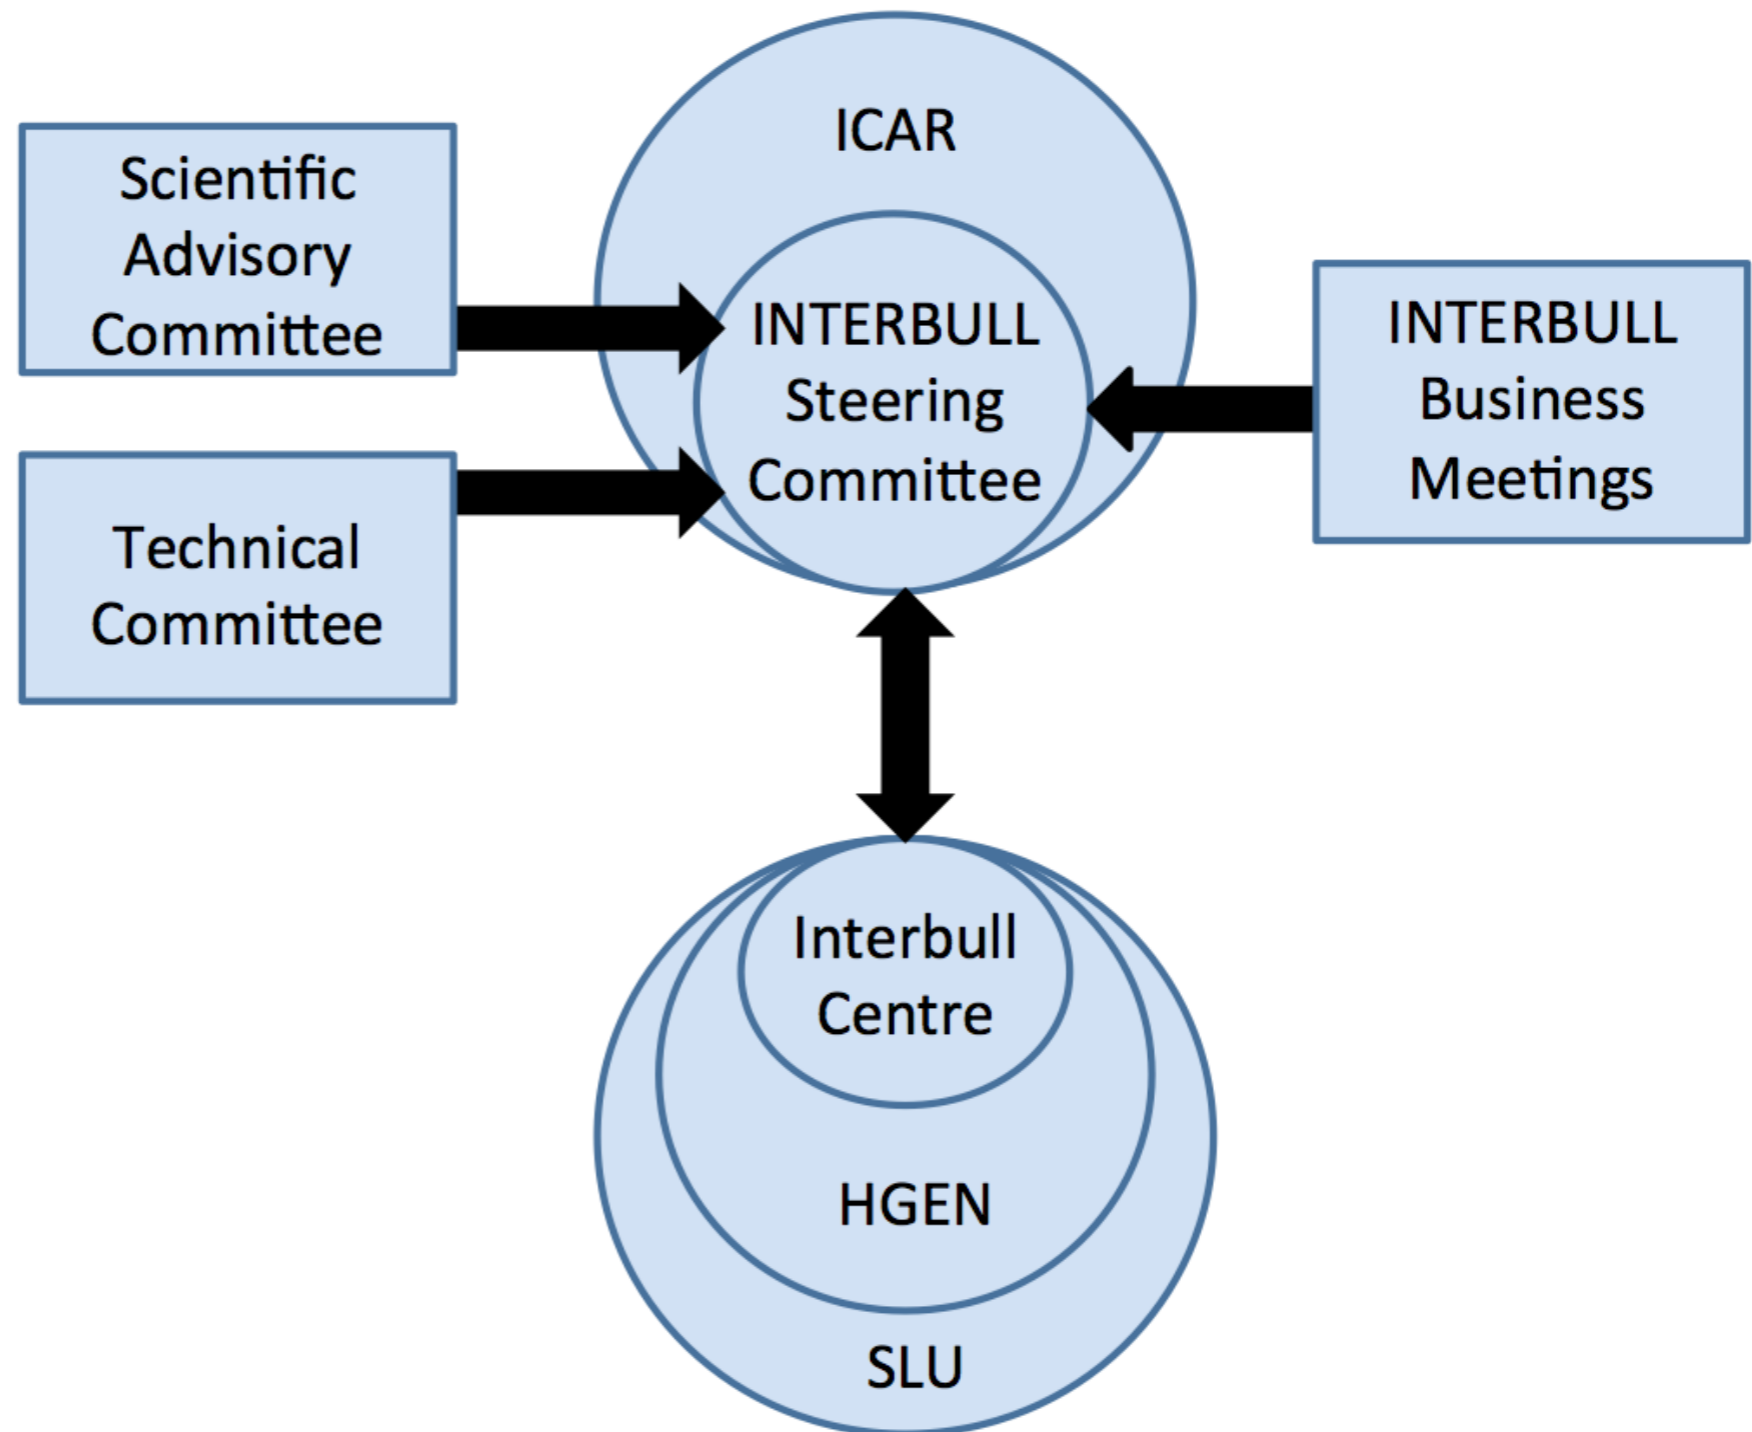 ICAR
Scientific
Advisory
Committee
INTERBULL
Steering
Committee
INTERBULL
Business
Meetings
Technical
Committee
Interbull
Centre
HGEN
SLU